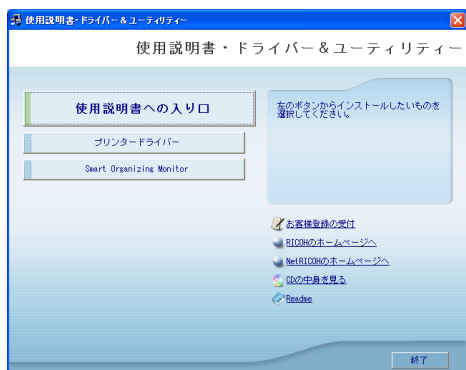 使用説明書・ドライバー＆ユーティリティー
使用説明書・ドライバー＆ユーティリティー
使用説明書への入り口
プリンタードライバー
Smart Organizing Monitor
左のボタンからインストールしたいものを
選択してください。
お客様登録の受付
RICOHのホームページへ
NetRICOHのホームページへ
CDの中身を見る
Readme
終了